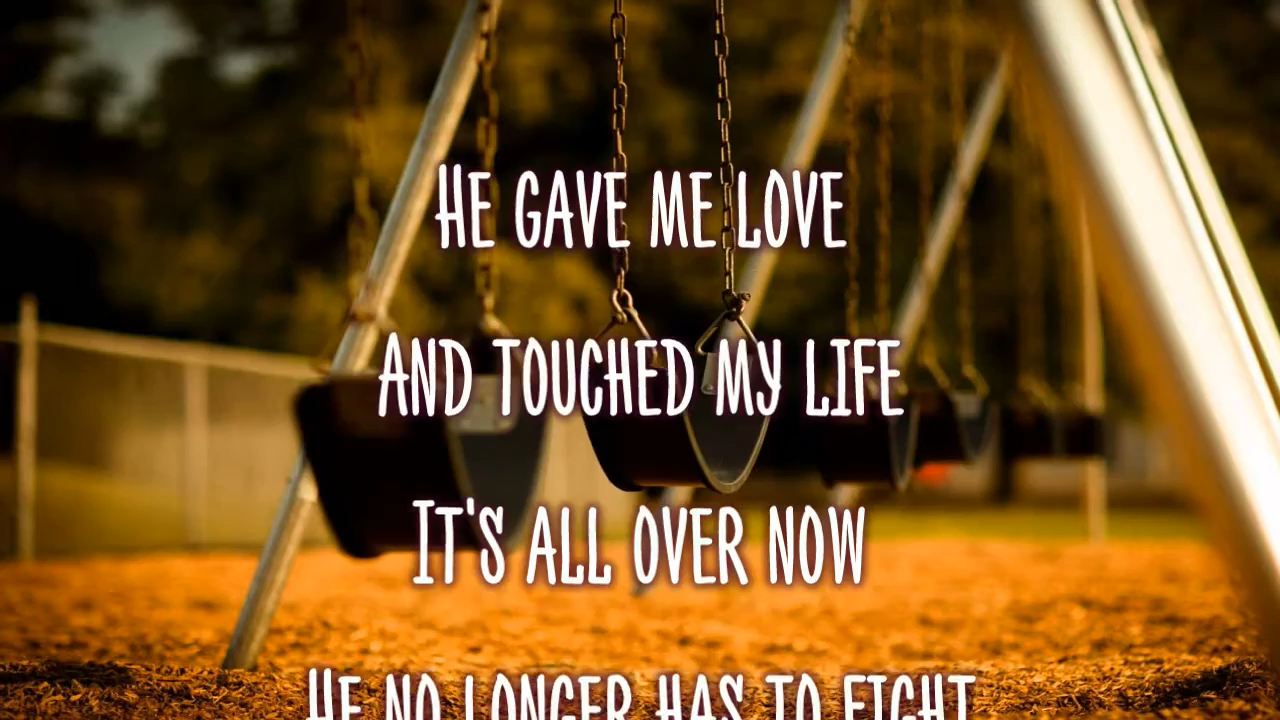 He gave me love
And touched my life
It's all over now
He no longer has to fight